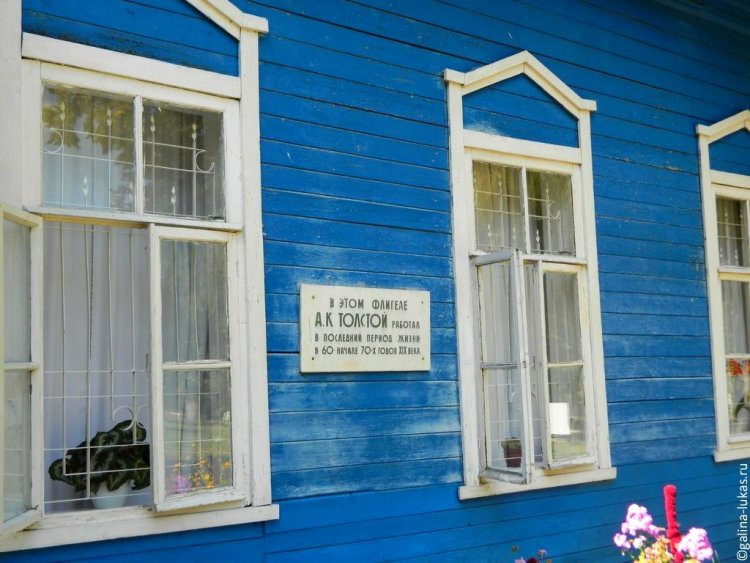 В ЭТОМ ФЛИГЕЛЕ
А.К ТОЛСТОЙ РАБОТАЛ
В ПОСЛЕДНИЙ ПЕРИОД ЖИЗНИ
В 60-НАЧАЛЕ 70-Х ГОДОВ XIX ВЕКА
©galina-lukas.ru